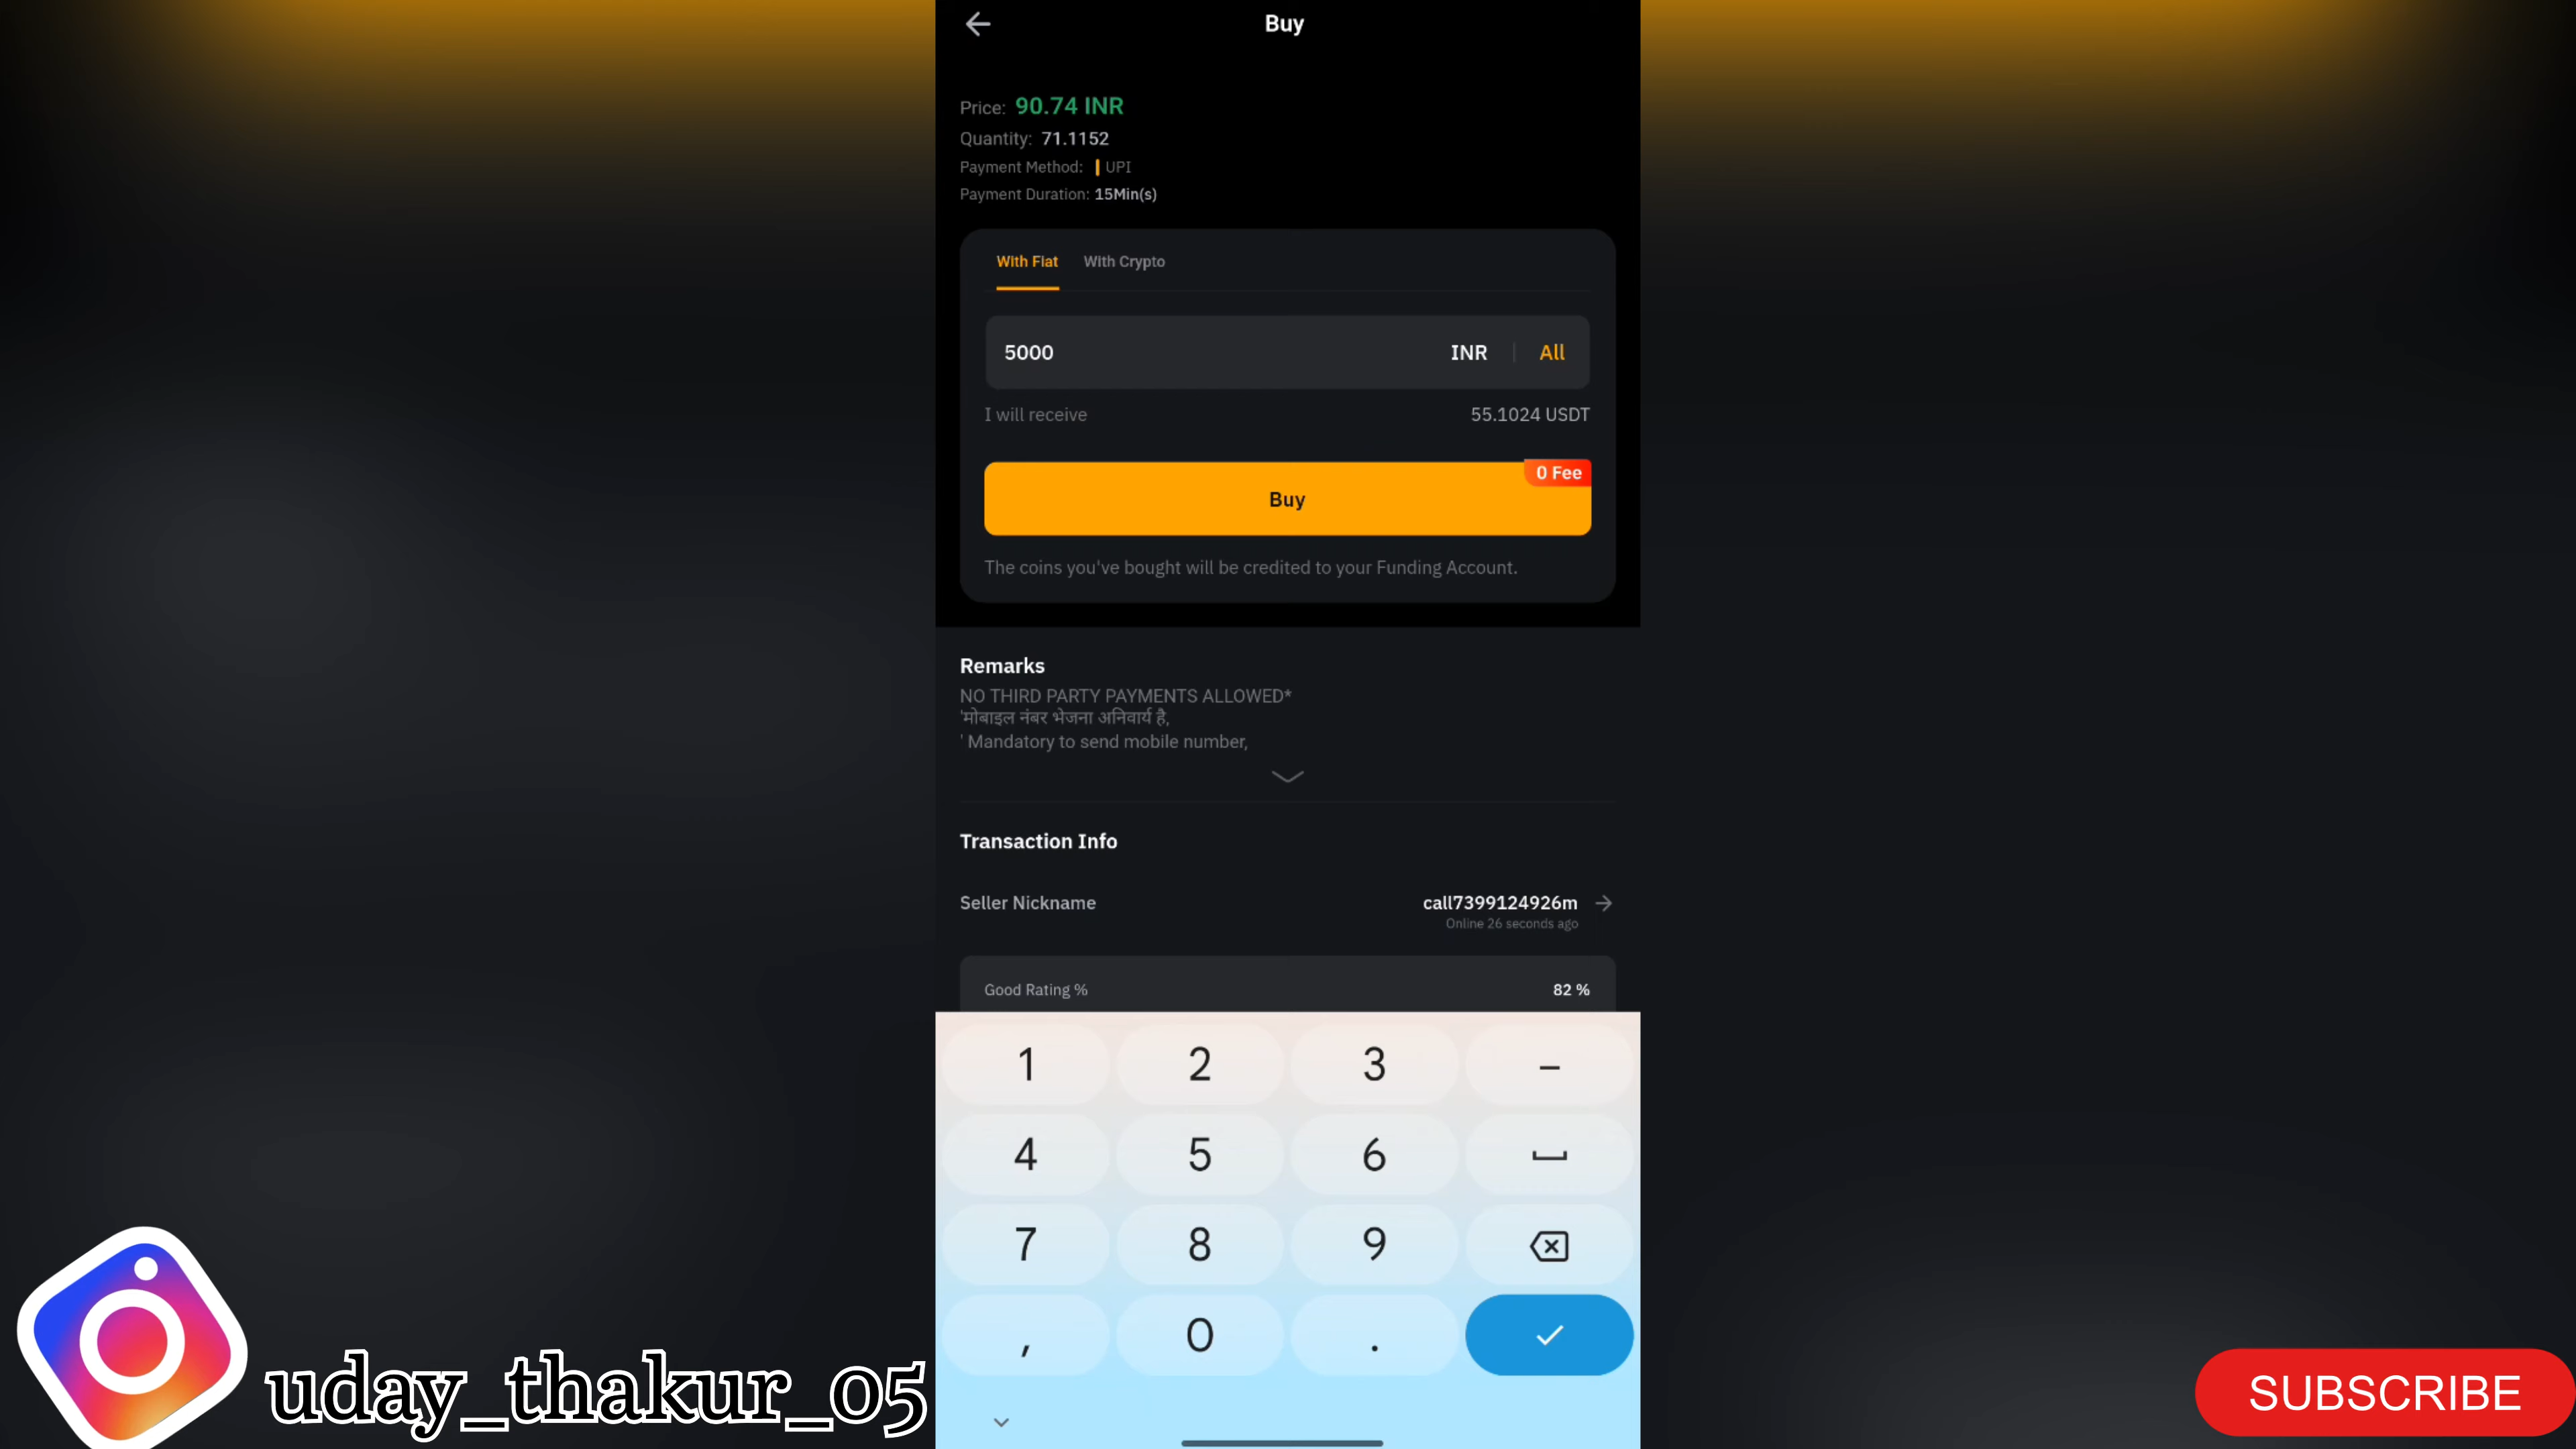 Buy
Price: 90.74 INR
Quantity: 71.1152
Payment Method: UPI
Payment Duration: 15Min(s)
With Fiat With Crypto
5000 INR All
I will receive 55.1024 USDT
0 Fee
Buy
The coins you've bought will be credited to your Funding Account.
Remarks
NO THIRD PARTY PAYMENTS ALLOWED*
'मोबाइल नंबर भेजना अनिवार्य है,
' Mandatory to send mobile number,
Transaction Info
Seller Nickname call7399124926m
Online 26 seconds ago
Good Rating % 82 %
1 2 3 –
4 5 6
7 8 9
, 0 .
uday_thakur_05
SUBSCRIBE